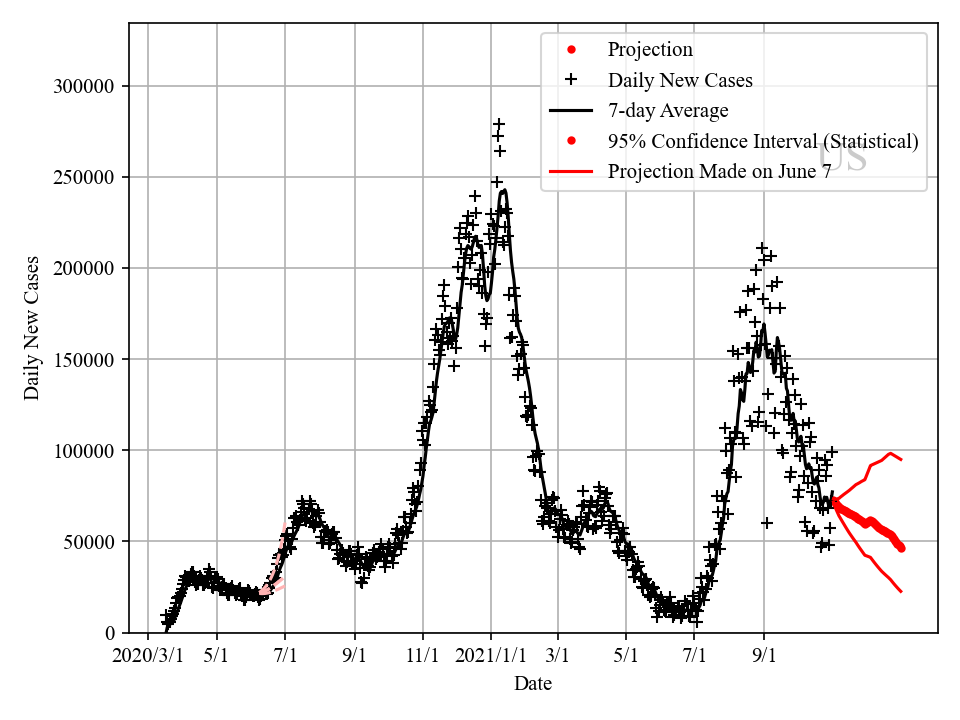 Projection
Daily New Cases
7-day Average
95% Confidence Interval (Statistical)
Projection Made on June 7
US
300000
250000
200000
150000
100000
50000
0
Daily New Cases
2020/3/1 5/1 7/1 9/1 11/1 2021/1/1 3/1 5/1 7/1 9/1
Date